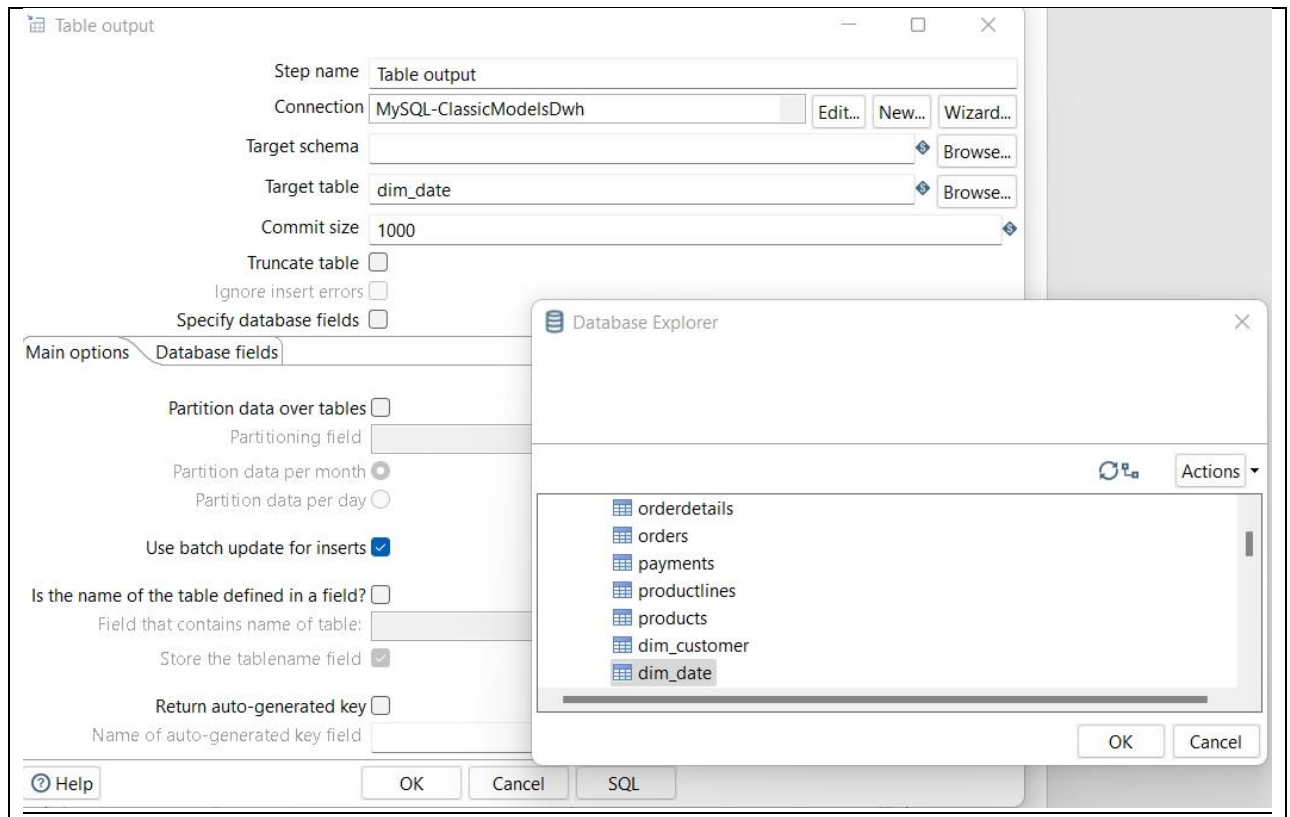 Table output
Step name Table output
Connection MySQL-ClassicModelsDwh Edit... New... Wizard...
Target schema Browse...
Target table dim_date Browse...
Commit size 1000
Truncate table
Ignore insert errors
Specify database fields
Main options Database fields
Partition data over tables
Partitioning field
Partition data per month
Partition data per day
Use batch update for inserts
Is the name of the table defined in a field?
Field that contains name of table:
Store the tablename field
Return auto-generated key
Name of auto-generated key field
Help OK Cancel SQL
Database Explorer
Actions
orderdetails
orders
payments
productlines
products
dim_customer
dim_date
OK Cancel